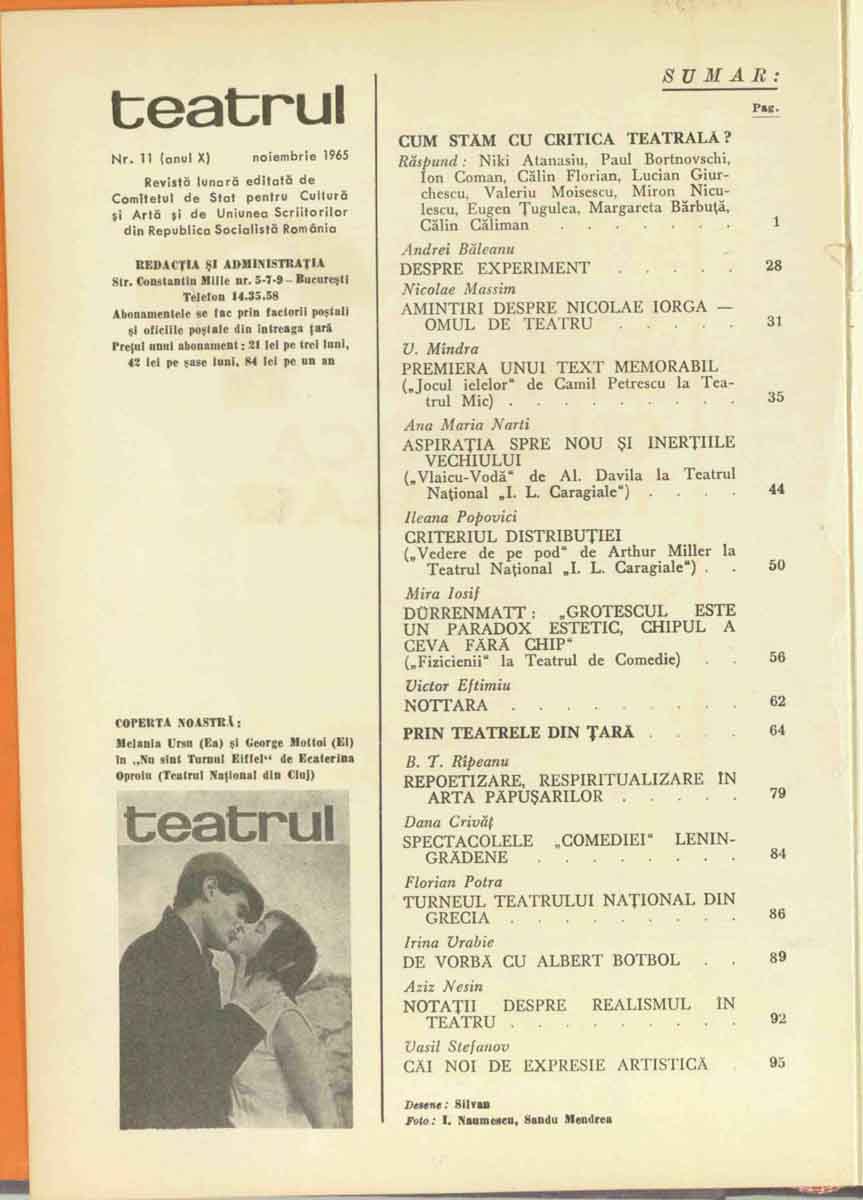 teatrul
Nr. 11 (anul X) noiembrie 1965
Revistă lunară editată de
Comitetul de Stat pentru Cultură
și Artă și de Uniunea Scriitorilor
din Republica Socialistă România
REDACȚIA ȘI ADMINISTRAȚIA
Str. Constantin Mille nr. 5-7-9 – București
Telefon 14.35.58
Abonamentele se fac prin factorii poștali
și oficiile poștale din întreaga țară
Prețul unui abonament : 21 lei pe trei luni,
42 lei pe șase luni, 84 lei pe un an
COPERTA NOASTRĂ :
Melania Ursu (Ea) și George Mottoi (El)
în „Nu sînt Turnul Eiffel“ de Ecaterina
Oproiu (Teatrul Național din Cluj)
teatrul
SUMAR :
Pag.
CUM STĂM CU CRITICA TEATRALĂ ?
Răspund : Niki Atanasiu, Paul Bortnovschi,
Ion Coman, Călin Florian, Lucian Giur-
chescu, Valeriu Moisescu, Miron Nicu-
lescu, Eugen Țugulea, Margareta Bărbuță,
Călin Căliman . . . . . . . 1
Andrei Băleanu
DESPRE EXPERIMENT . . . . . 28
Nicolae Massim
AMINTIRI DESPRE NICOLAE IORGA —
OMUL DE TEATRU . . . . . 31
V. Mîndra
PREMIERA UNUI TEXT MEMORABIL
(„Jocul ielelor“ de Camil Petrescu la Tea-
trul Mic) . . . . . . . . . 35
Ana Maria Narti
ASPIRAȚIA SPRE NOU ȘI INERȚIILE
VECHIULUI
(„Vlaicu-Vodă“ de Al. Davila la Teatrul
Național „I. L. Caragiale“) . . . . 44
Ileana Popovici
CRITERIUL DISTRIBUȚIEI
(„Vedere de pe pod“ de Arthur Miller la
Teatrul Național „I. L. Caragiale“) . . 50
Mira Iosif
DÜRRENMATT : „GROTESCUL ESTE
UN PARADOX ESTETIC, CHIPUL A
CEVA FĂRĂ CHIP“
(„Fizicienii“ la Teatrul de Comedie) . . 56
Victor Eftimiu
NOTTARA . . . . . . . . . 62
PRIN TEATRELE DIN ȚARĂ . . . . 64
B. T. Rîpeanu
REPOETIZARE, RESPIRITUALIZARE ÎN
ARTA PĂPUȘARILOR . . . . . 79
Dana Crivăț
SPECTACOLELE „COMEDIEI“ LENIN-
GRĂDENE . . . . . . . . 84
Florian Potra
TURNEUL TEATRULUI NAȚIONAL DIN
GRECIA . . . . . . . . . 86
Irina Vrabie
DE VORBĂ CU ALBERT BOTBOL . . 89
Aziz Nesin
NOTAȚII DESPRE REALISMUL ÎN
TEATRU . . . . . . . . . 92
Vasil Stefanov
CĂI NOI DE EXPRESIE ARTISTICĂ . 95
Desene : Silvan
Foto : I. Naumescu, Sandu Mendrea